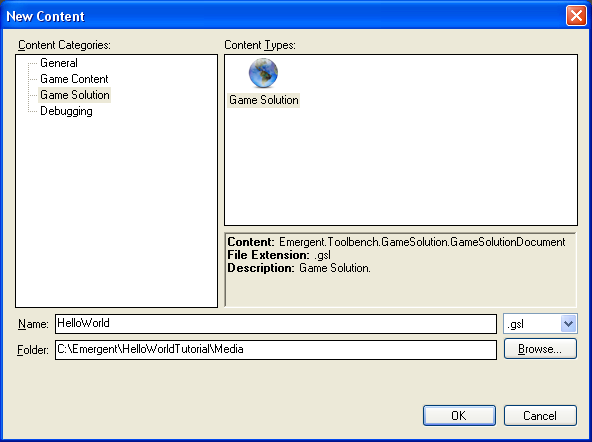 New Content
Content Categories:
General
Game Content
Game Solution
Debugging
Content Types:
Game Solution
Content: Emergent.Toolbench.GameSolution.GameSolutionDocument
File Extension: .gsl
Description: Game Solution.
Name: HelloWorld .gsl
Folder: C:\Emergent\HelloWorldTutorial\Media Browse...
OK Cancel